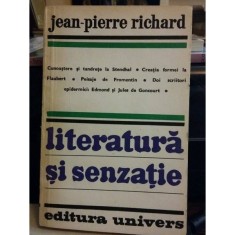 jean-pierre richard
Cunoaștere și tandrețe la Stendhal • Creația formei la
Flaubert • Peisaje de Fromentin • Doi scriitori
epidermici: Edmond și Jules de Goncourt •
literatură
și senzație
editura univers